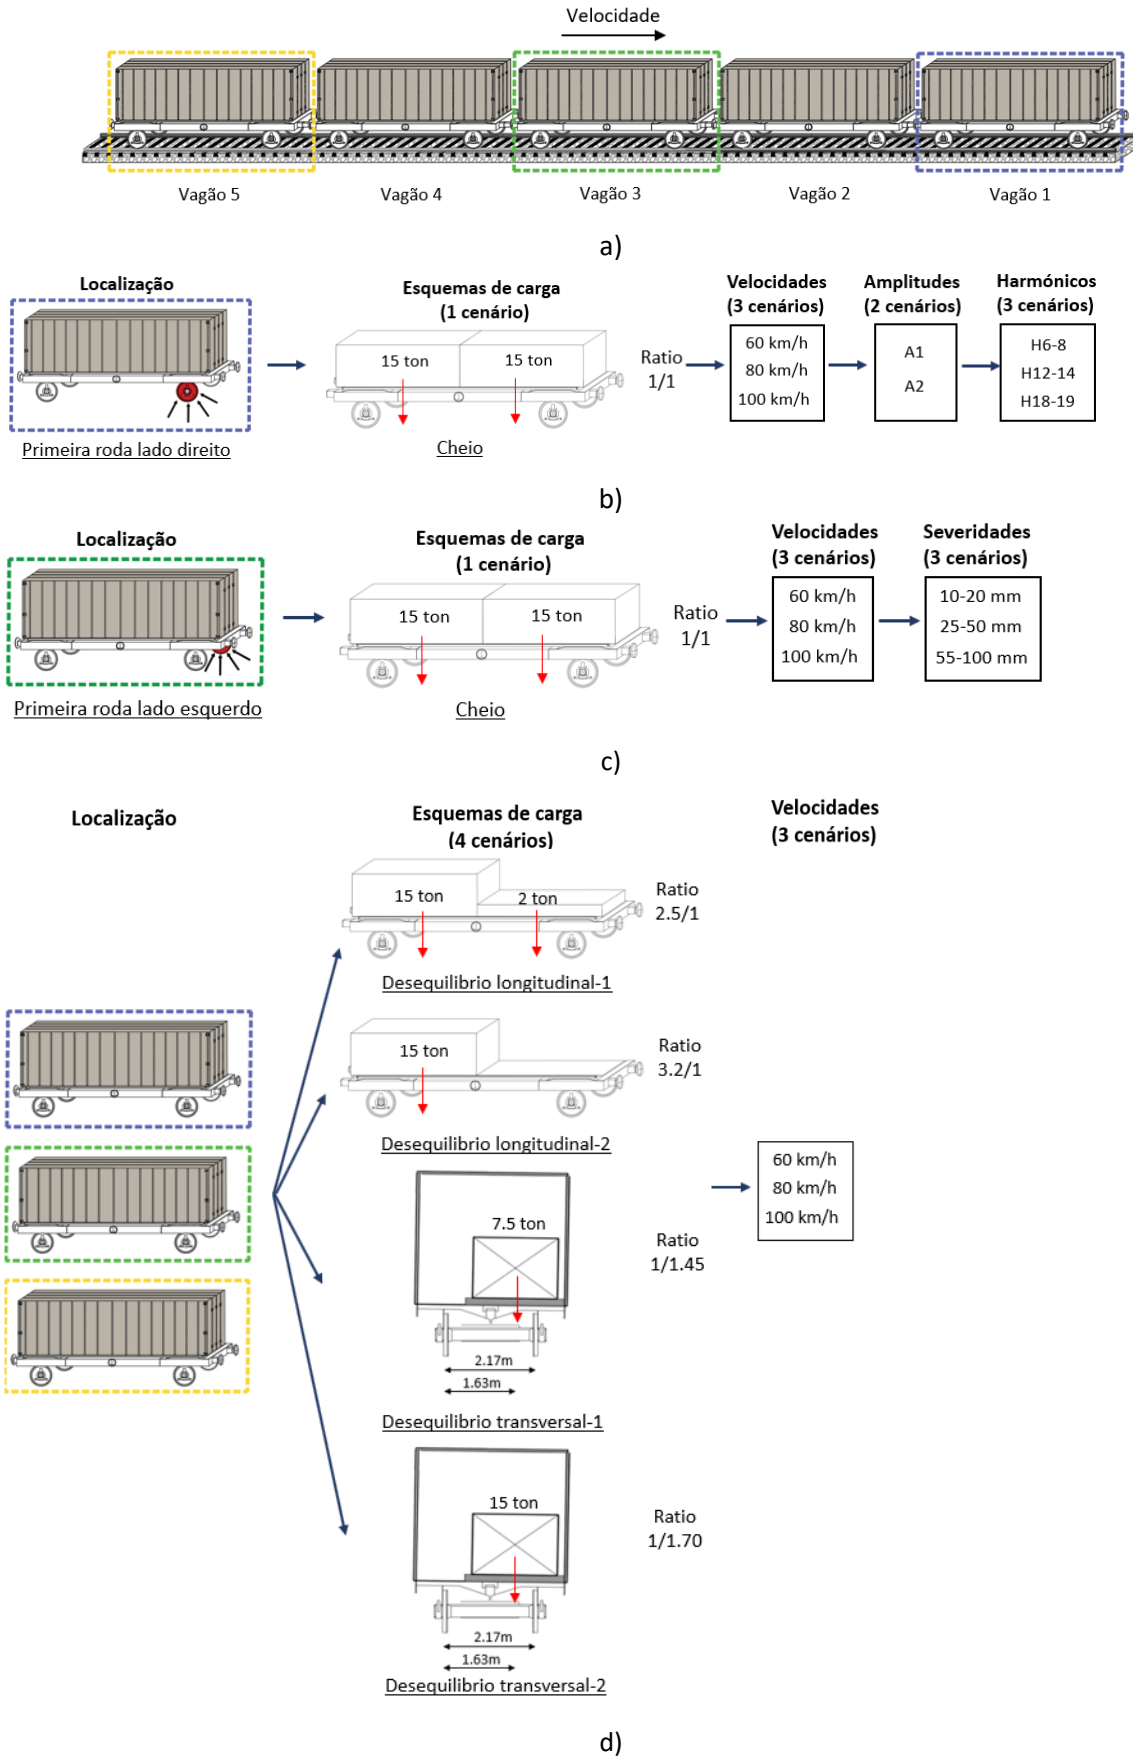 Velocidade
Vagão 5
Vagão 4
Vagão 3
Vagão 2
Vagão 1
a)
Localização
Primeira roda lado direito
Esquemas de carga
(1 cenário)
15 ton
15 ton
Cheio
Ratio
1/1
Velocidades
(3 cenários)
60 km/h
80 km/h
100 km/h
Amplitudes
(2 cenários)
A1
A2
Harmónicos
(3 cenários)
H6-8
H12-14
H18-19
b)
Localização
Primeira roda lado esquerdo
Esquemas de carga
(1 cenário)
15 ton
15 ton
Cheio
Ratio
1/1
Velocidades
(3 cenários)
60 km/h
80 km/h
100 km/h
Severidades
(3 cenários)
10-20 mm
25-50 mm
55-100 mm
c)
Localização
Esquemas de carga
(4 cenários)
Velocidades
(3 cenários)
15 ton
2 ton
Ratio
2.5/1
Desequilibrio longitudinal-1
15 ton
Ratio
3.2/1
Desequilibrio longitudinal-2
7.5 ton
Ratio
1/1.45
2.17m
1.63m
Desequilibrio transversal-1
60 km/h
80 km/h
100 km/h
15 ton
Ratio
1/1.70
2.17m
1.63m
Desequilibrio transversal-2
d)